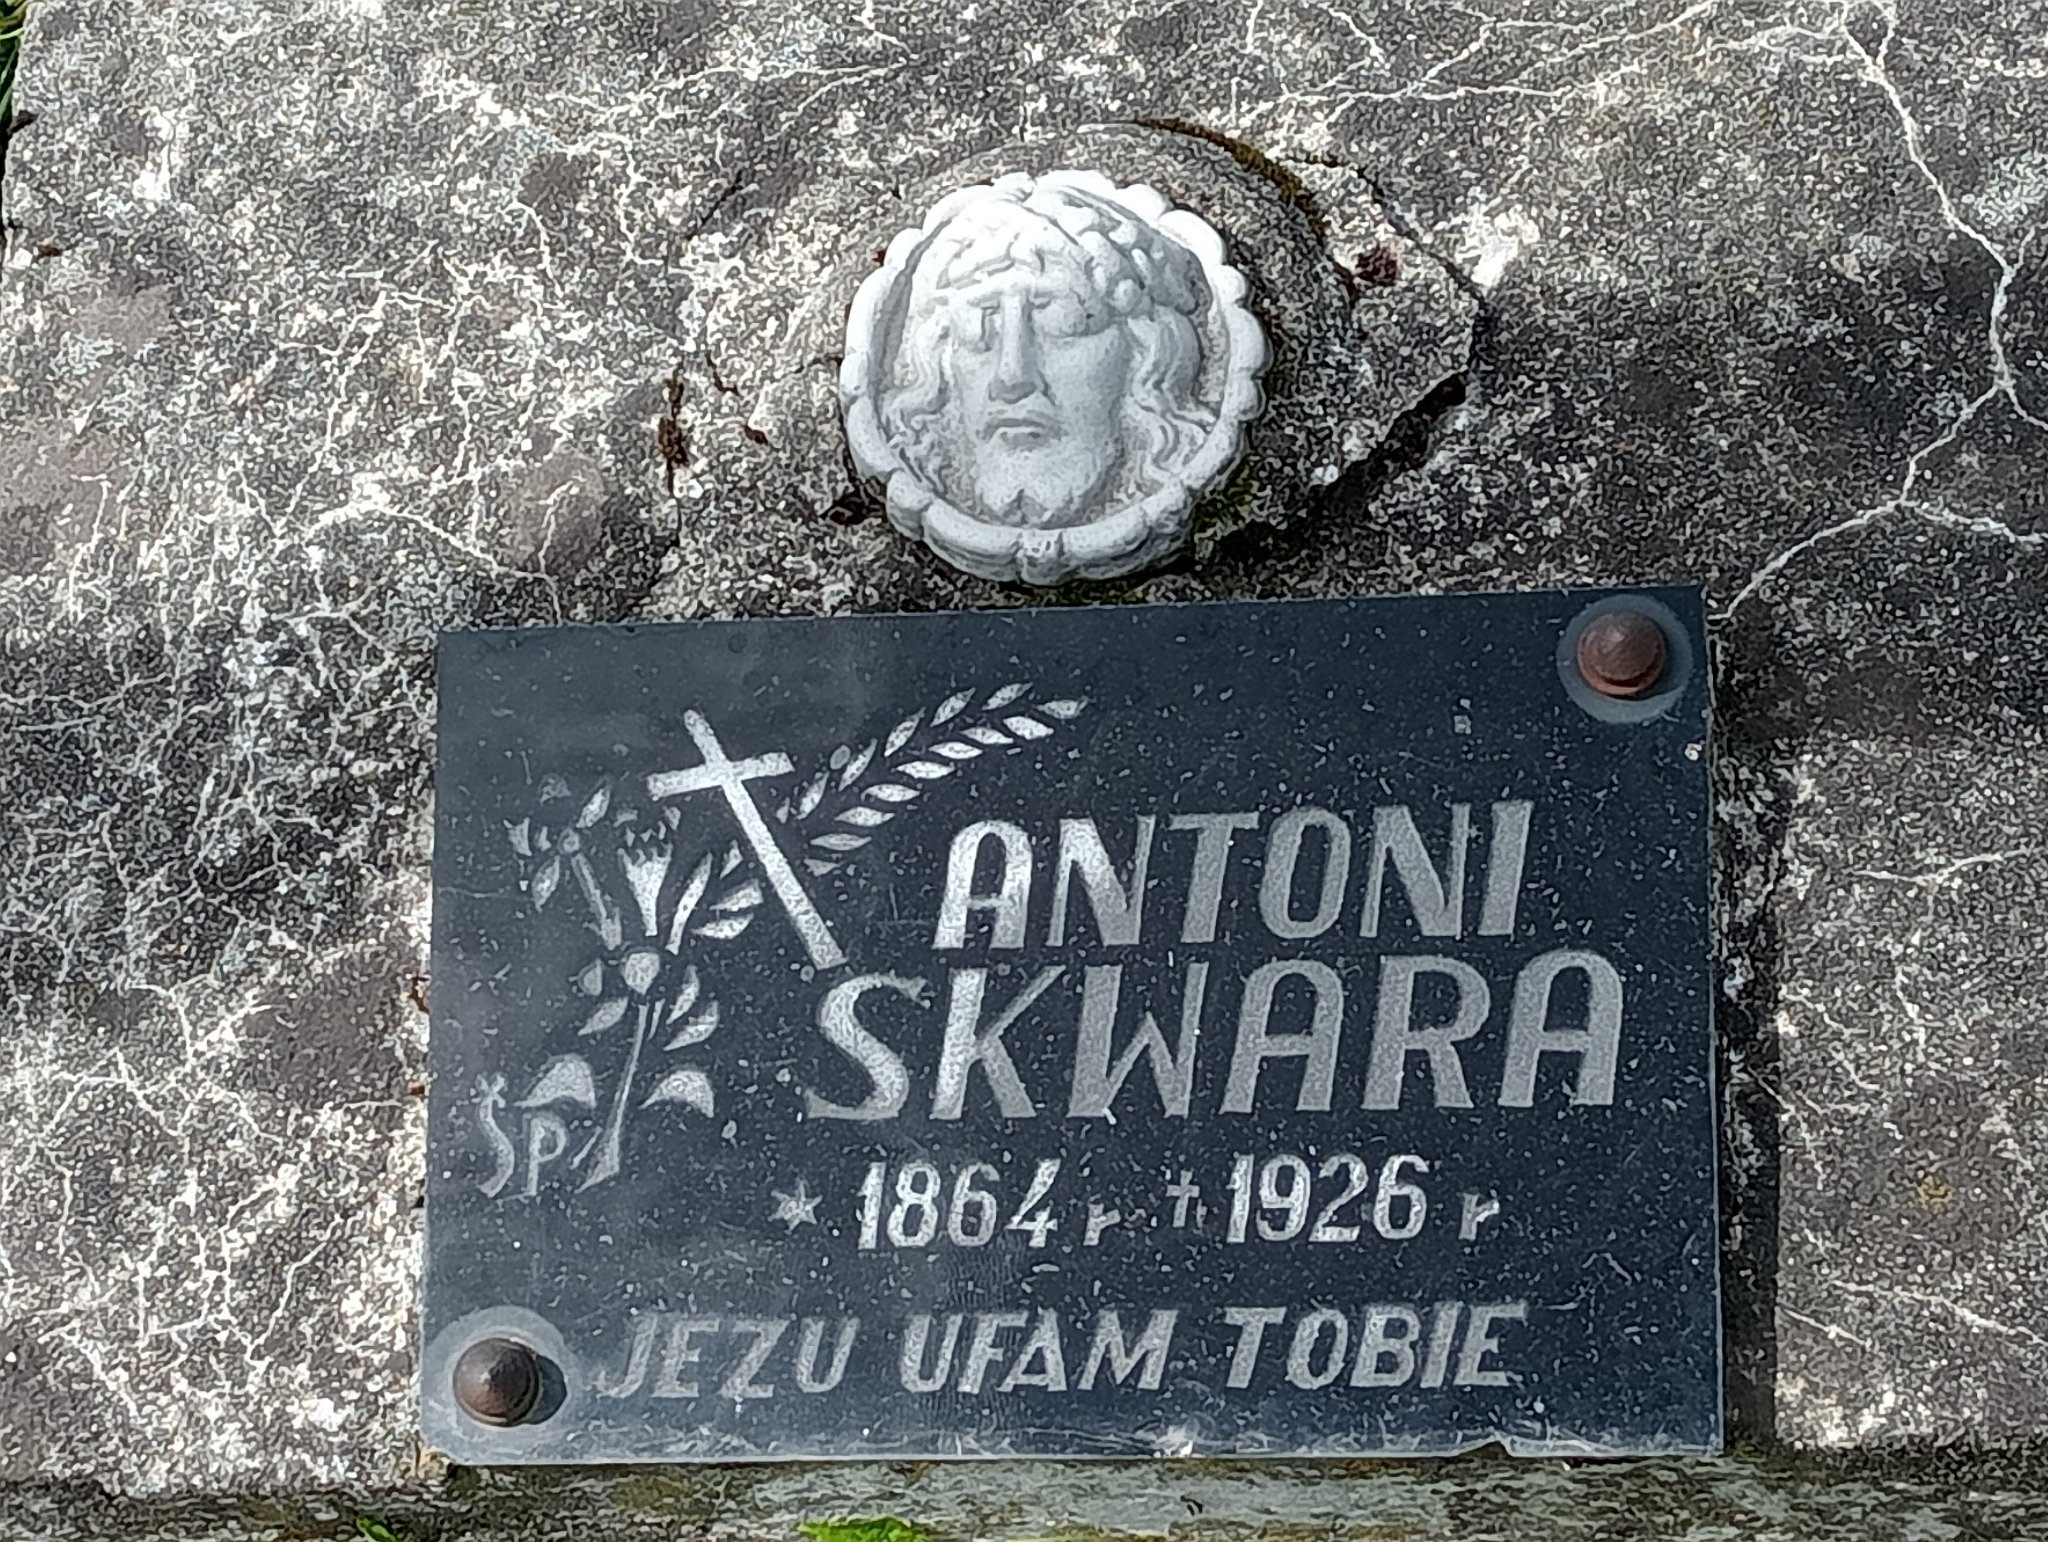 ANTONI
SKWARA
ŚP
* 1864 r † 1926 r
JEZU UFAM TOBIE